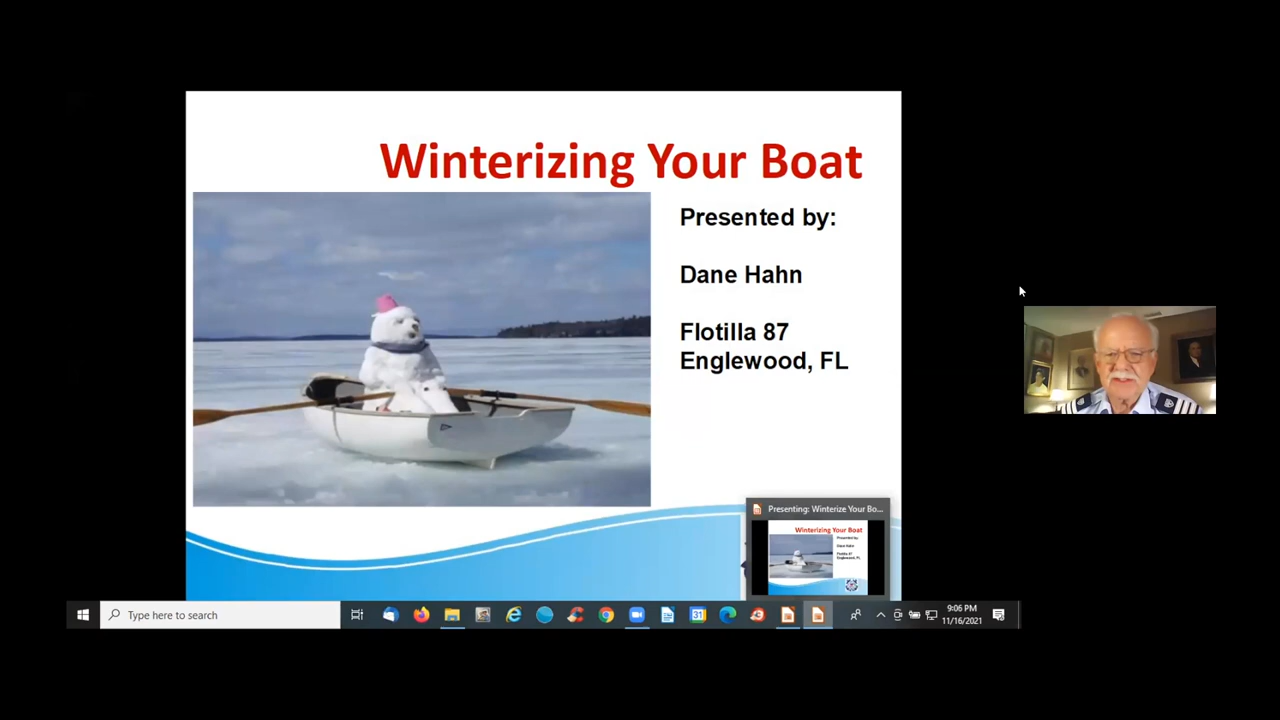 Winterizing Your Boat
Presented by:
Dane Hahn
Flotilla 87
Englewood, FL
Presenting: Winterize Your Bo...
Winterizing Your Boat
Presented by:
Dane Hahn
Flotilla 87
Englewood, FL
Type here to search
31
9:06 PM
11/16/2021